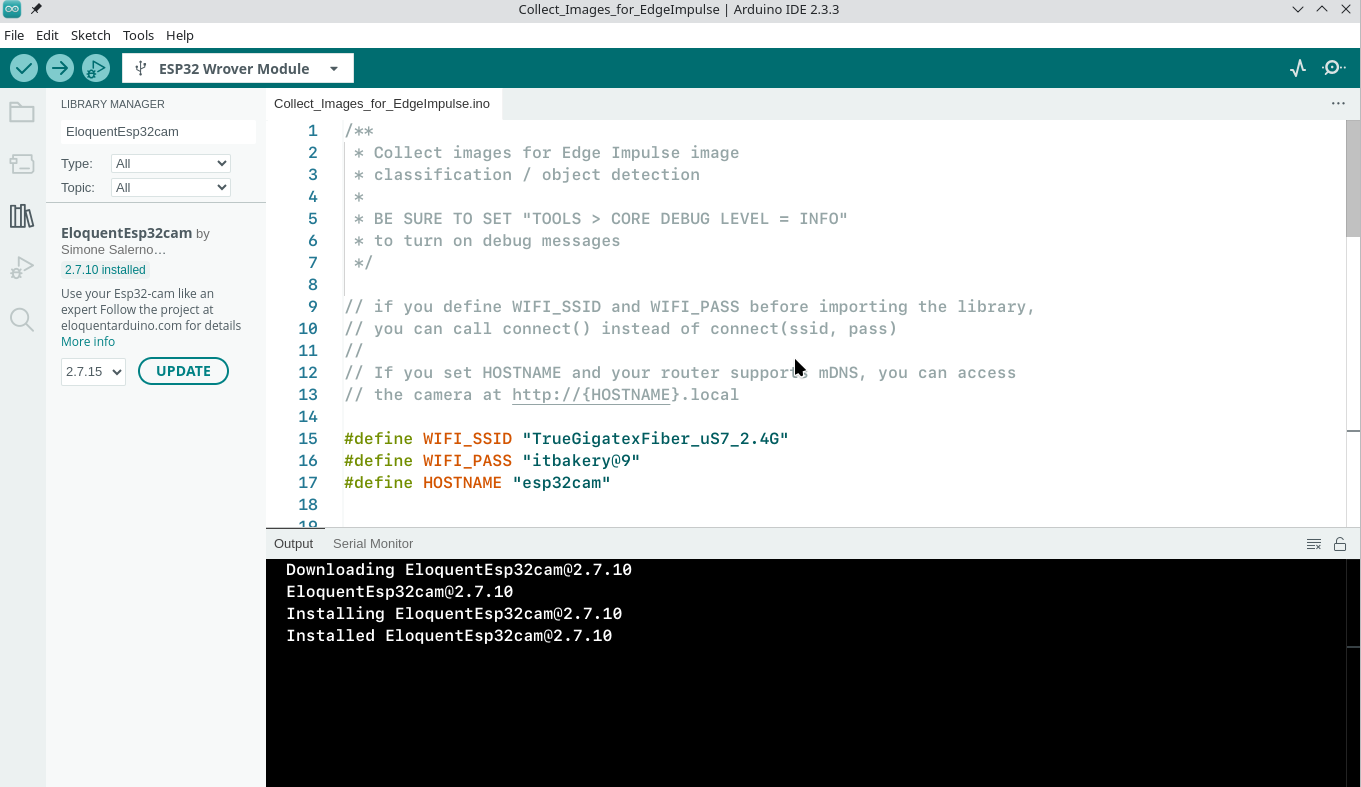 Collect_Images_for_EdgeImpulse | Arduino IDE 2.3.3
File Edit Sketch Tools Help
ESP32 Wrover Module
LIBRARY MANAGER
EloquentEsp32cam
Type: All
Topic: All
EloquentEsp32cam by
Simone Salerno…
2.7.10 installed
Use your Esp32-cam like an
expert Follow the project at
eloquentarduino.com for details
More info
2.7.15 UPDATE
Collect_Images_for_EdgeImpulse.ino
1 /**
2 * Collect images for Edge Impulse image
3 * classification / object detection
4 *
5 * BE SURE TO SET "TOOLS > CORE DEBUG LEVEL = INFO"
6 * to turn on debug messages
7 */
8
9 // if you define WIFI_SSID and WIFI_PASS before importing the library,
10 // you can call connect() instead of connect(ssid, pass)
11 //
12 // If you set HOSTNAME and your router supports mDNS, you can access
13 // the camera at http://{HOSTNAME}.local
14
15 #define WIFI_SSID "TrueGigatexFiber_uS7_2.4G"
16 #define WIFI_PASS "itbakery@9"
17 #define HOSTNAME "esp32cam"
18
19
Output Serial Monitor
Downloading EloquentEsp32cam@2.7.10
EloquentEsp32cam@2.7.10
Installing EloquentEsp32cam@2.7.10
Installed EloquentEsp32cam@2.7.10